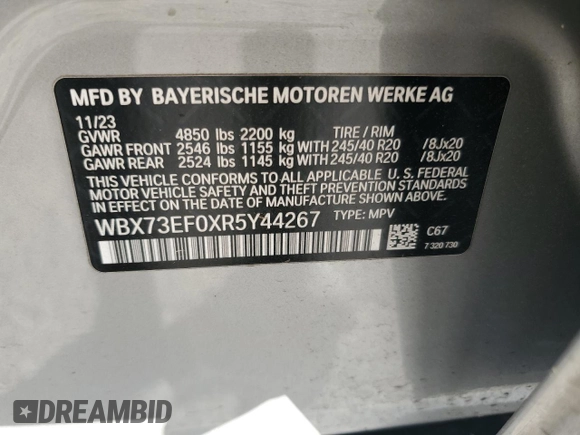 MFD BY BAYERISCHE MOTOREN WERKE AG
11/23
GVWR 4850 lbs 2200 kg TIRE / RIM
GAWR FRONT 2546 lbs 1155 kg WITH 245/40 R20 /8Jx20
GAWR REAR 2524 lbs 1145 kg WITH 245/40 R20 /8Jx20
THIS VEHICLE CONFORMS TO ALL APPLICABLE U. S. FEDERAL
MOTOR VEHICLE SAFETY AND THEFT PREVENTION STANDARDS
IN EFFECT ON THE DATE OF MANUFACTURE SHOWN ABOVE.
WBX73EF0XR5Y44267 TYPE: MPV
C67
7 320 730
DREAMBID